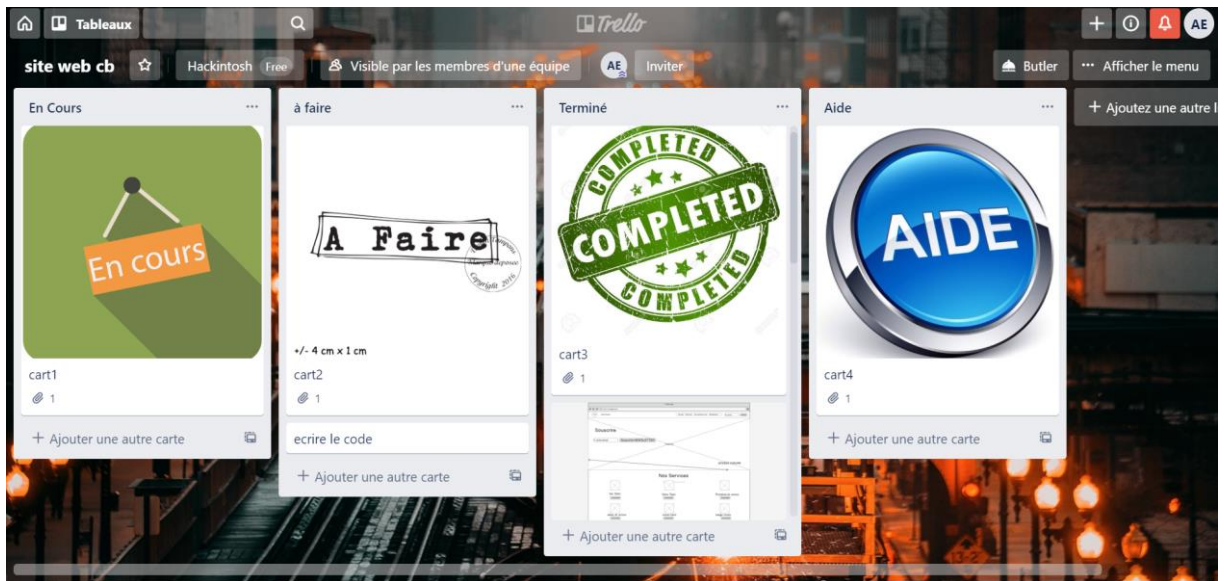 Tableaux
Trello
AE
site web cb
Hackintosh Free
Visible par les membres d'une équipe
AE
Inviter
Butler
Afficher le menu
En Cours
En cours
cart1
1
+ Ajouter une autre carte
à faire
A Faire
Copyright 2016
+/- 4 cm x 1 cm
cart2
1
ecrire le code
+ Ajouter une autre carte
Terminé
COMPLETED
COMPLETED
COMPLETED
cart3
1
Nos Services
+ Ajouter une autre carte
Aide
AIDE
cart4
1
+ Ajouter une autre carte
+ Ajoutez une autre l